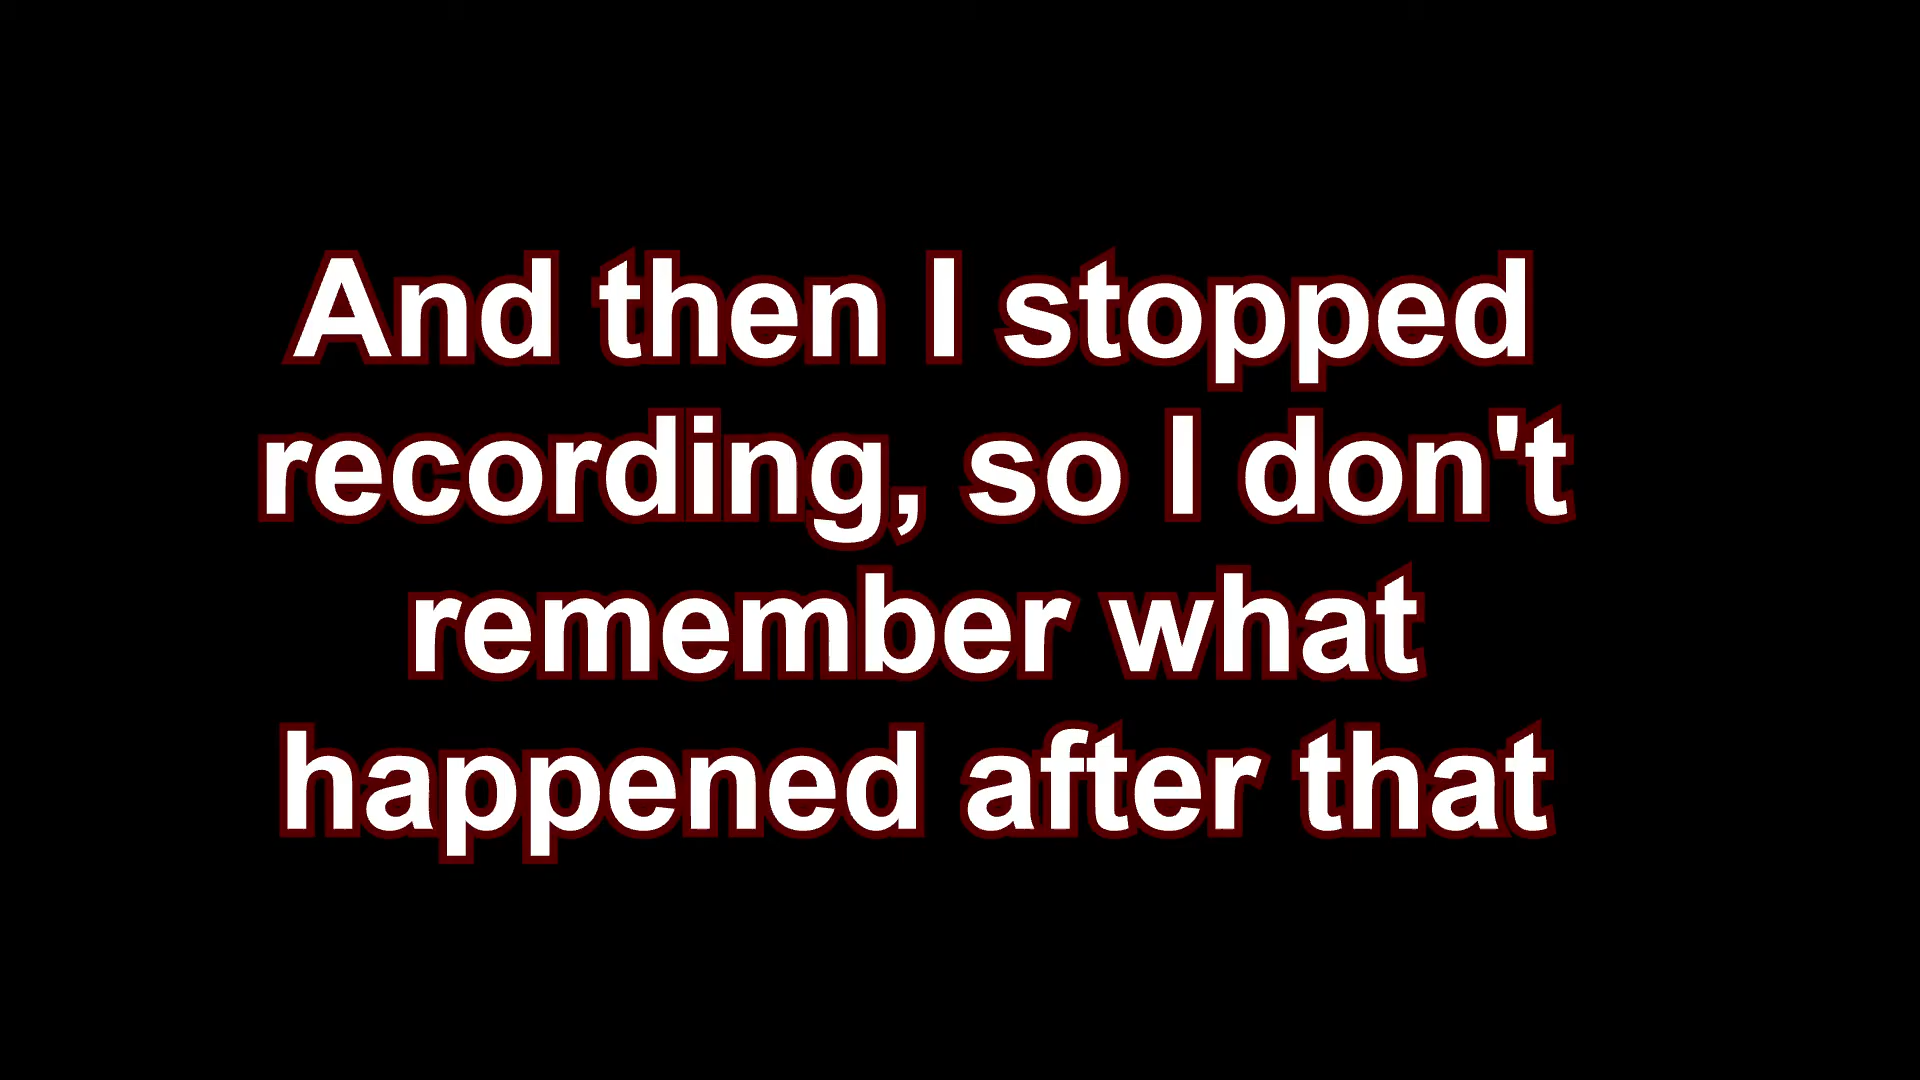 And then I stopped
recording, so I don't
remember what
happened after that